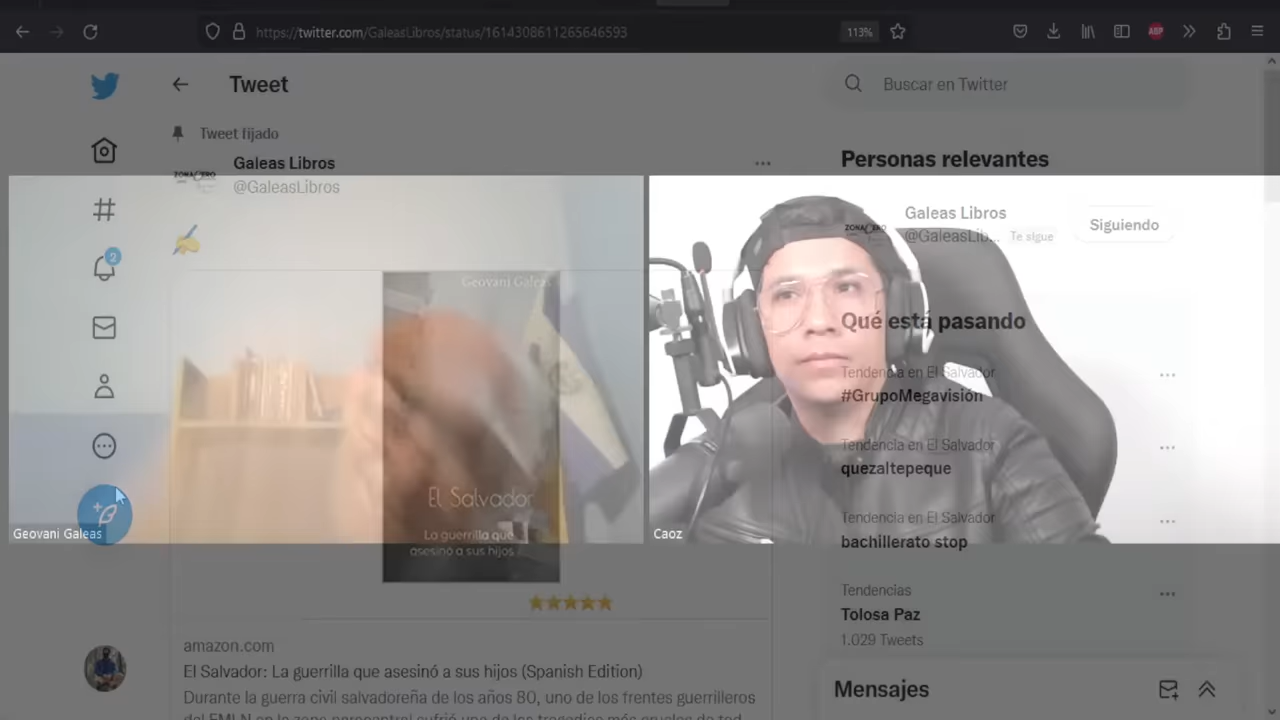 https://twitter.com/GaleasLibros/status/1614308611265646593
113%
ABP
Tweet
Buscar en Twitter
Tweet fijado
Galeas Libros
@GaleasLibros
ZONA
Personas relevantes
Galeas Libros
@GaleasLib... Te sigue
Siguiendo
2
Geovani Galeas
Qué está pasando
Tendencia en El Salvador
#GrupoMegavisión
Tendencia en El Salvador
quezaltepeque
Tendencia en El Salvador
bachillerato stop
El Salvador
La guerrilla que
asesinó a sus hijos
Geovani Galeas
Caoz
Tendencias
Tolosa Paz
1.029 Tweets
amazon.com
El Salvador: La guerrilla que asesinó a sus hijos (Spanish Edition)
Durante la guerra civil salvadoreña de los años 80, uno de los frentes guerrilleros
Mensajes